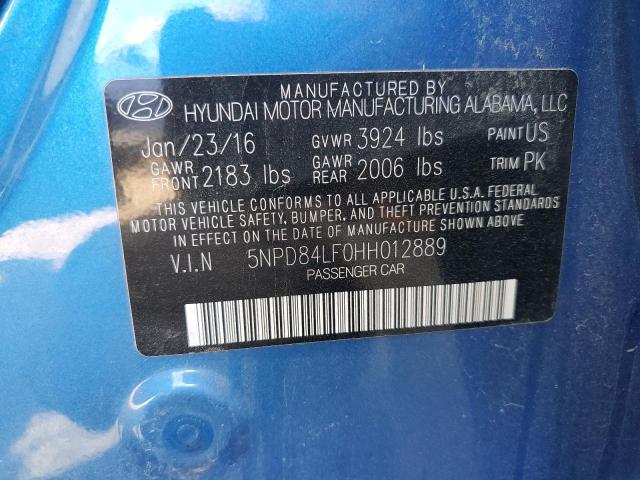 MANUFACTURED BY
HYUNDAI MOTOR MANUFACTURING ALABAMA, LLC
Jan/23/16 GVWR 3924 lbs PAINT US
GAWR FRONT 2183 lbs GAWR REAR 2006 lbs TRIM PK
THIS VEHICLE CONFORMS TO ALL APPLICABLE U.S.A. FEDERAL
MOTOR VEHICLE SAFETY, BUMPER, AND THEFT PREVENTION STANDARDS
IN EFFECT ON THE DATE OF MANUFACTURE SHOWN ABOVE.
V.I.N 5NPD84LF0HH012889
PASSENGER CAR